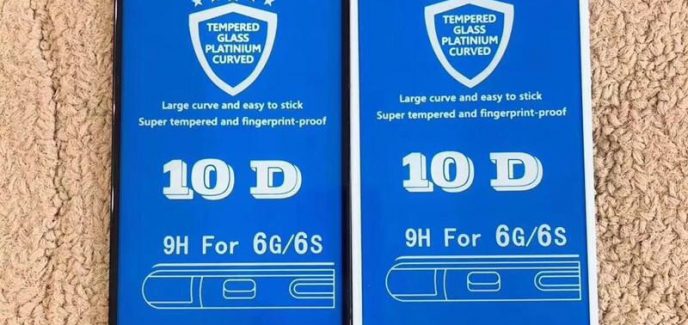 TEMPERED
GLASS
PLATINIUM
CURVED
Large curve and easy to stick
Super tempered and fingerprint-proof
10 D
9H For 6G/6S
TEMPERED
GLASS
PLATINIUM
CURVED
Large curve and easy to stick
Super tempered and fingerprint-proof
10 D
9H For 6G/6S